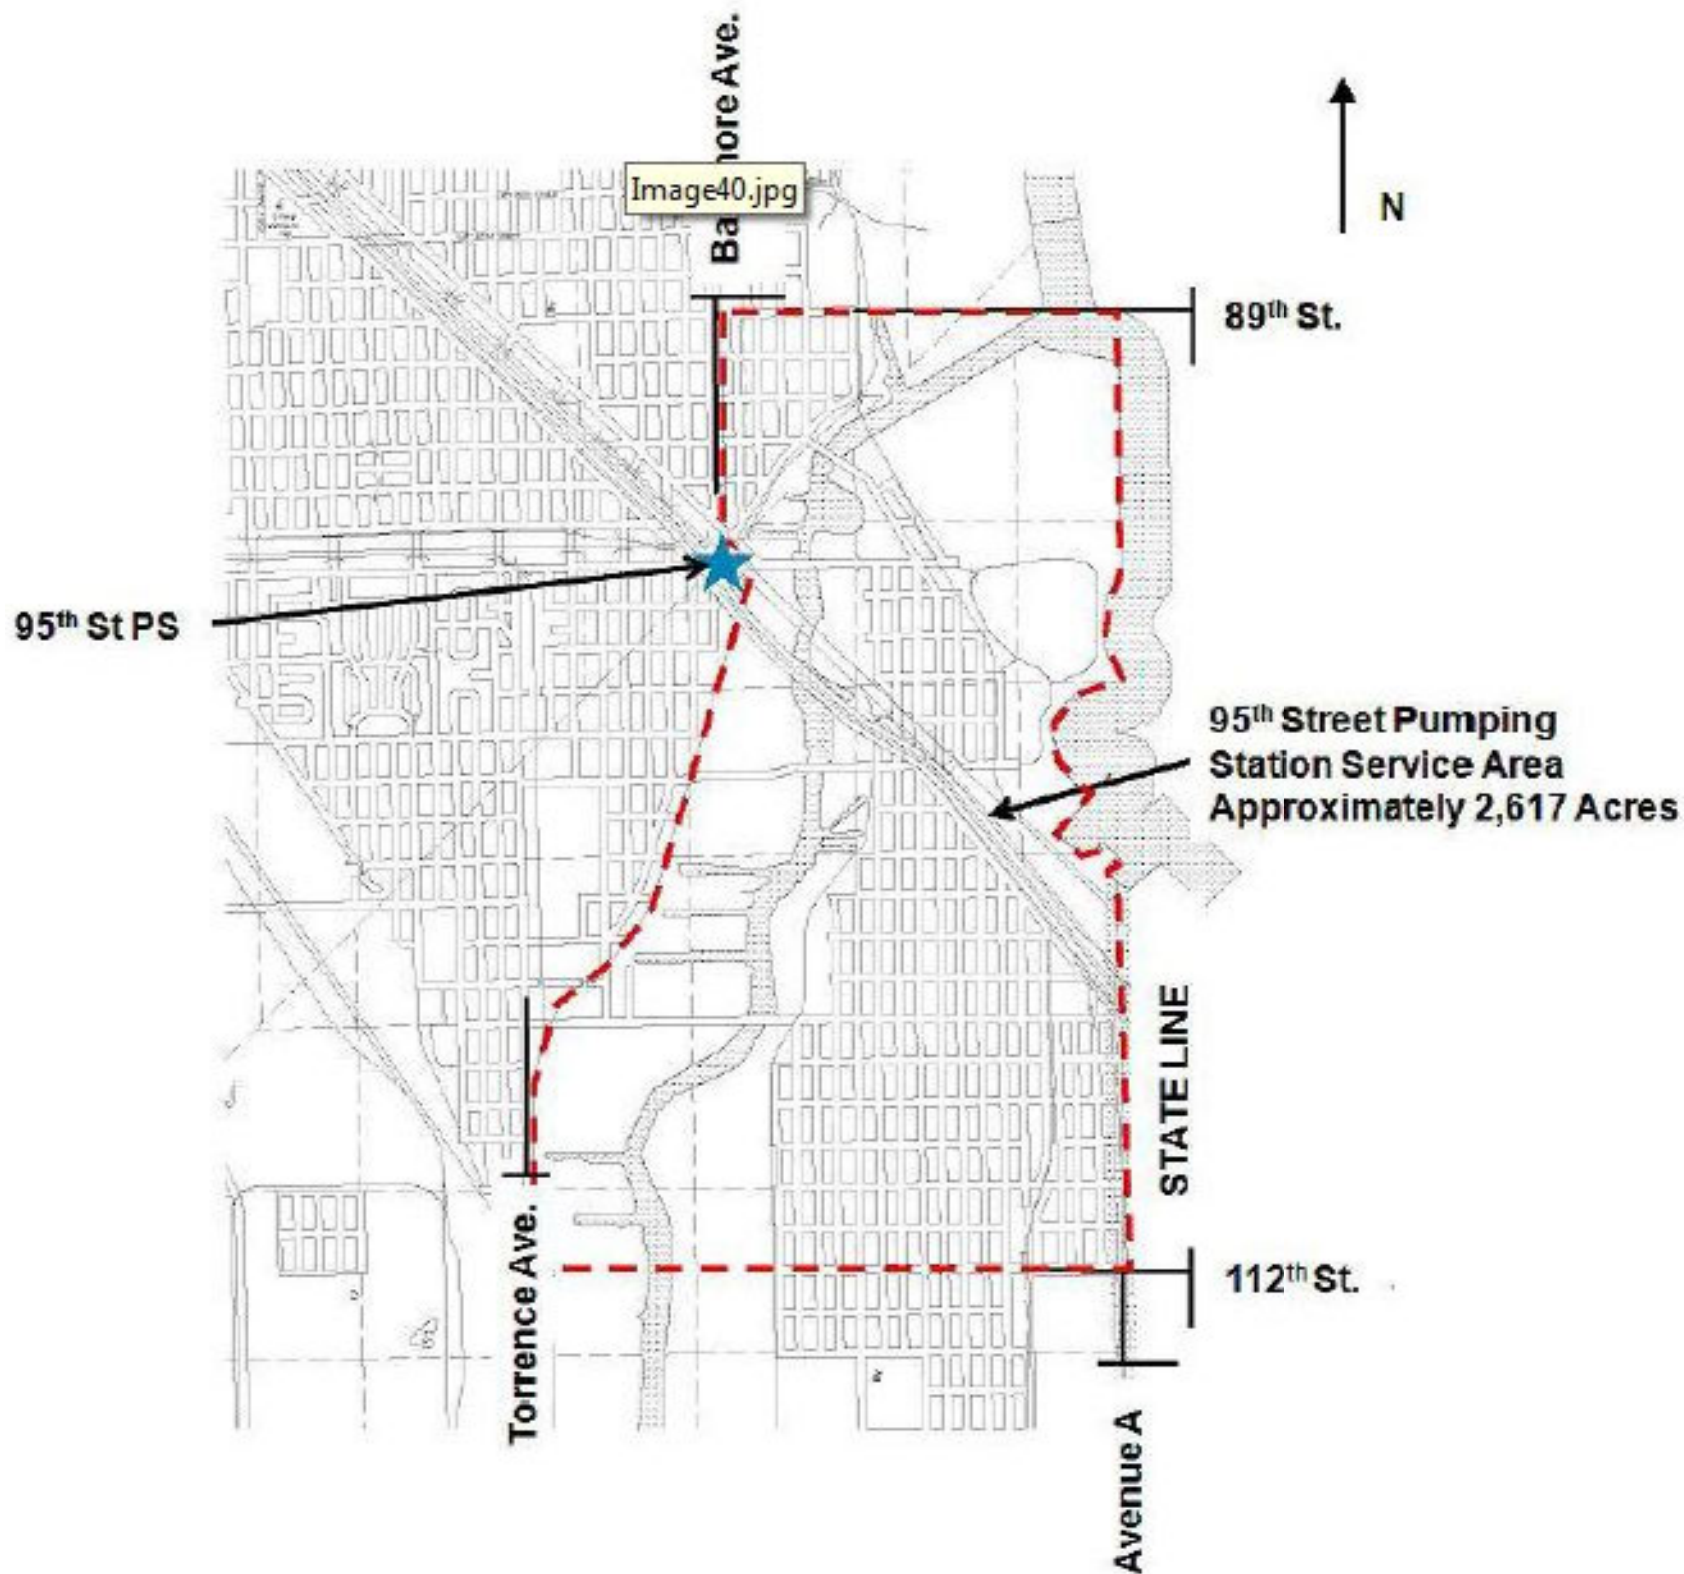 Ba
more Ave.
Image40.jpg
N
89th St.
95th St PS
95th Street Pumping
Station Service Area
Approximately 2,617 Acres
STATE LINE
Torrence Ave.
112th St.
Avenue A